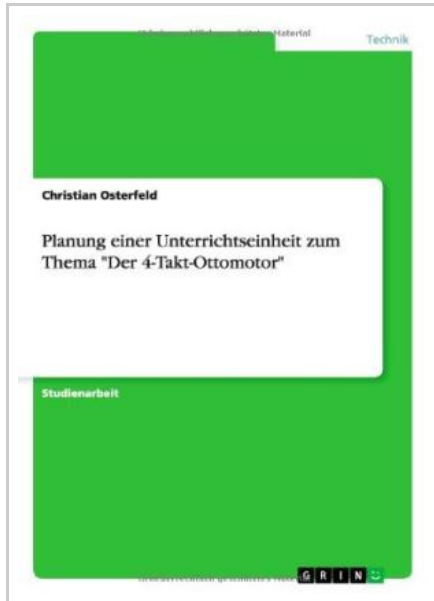 Technik
Christian Osterfeld
Planung einer Unterrichtseinheit zum
Thema "Der 4-Takt-Ottomotor"
Studienarbeit
GRIN